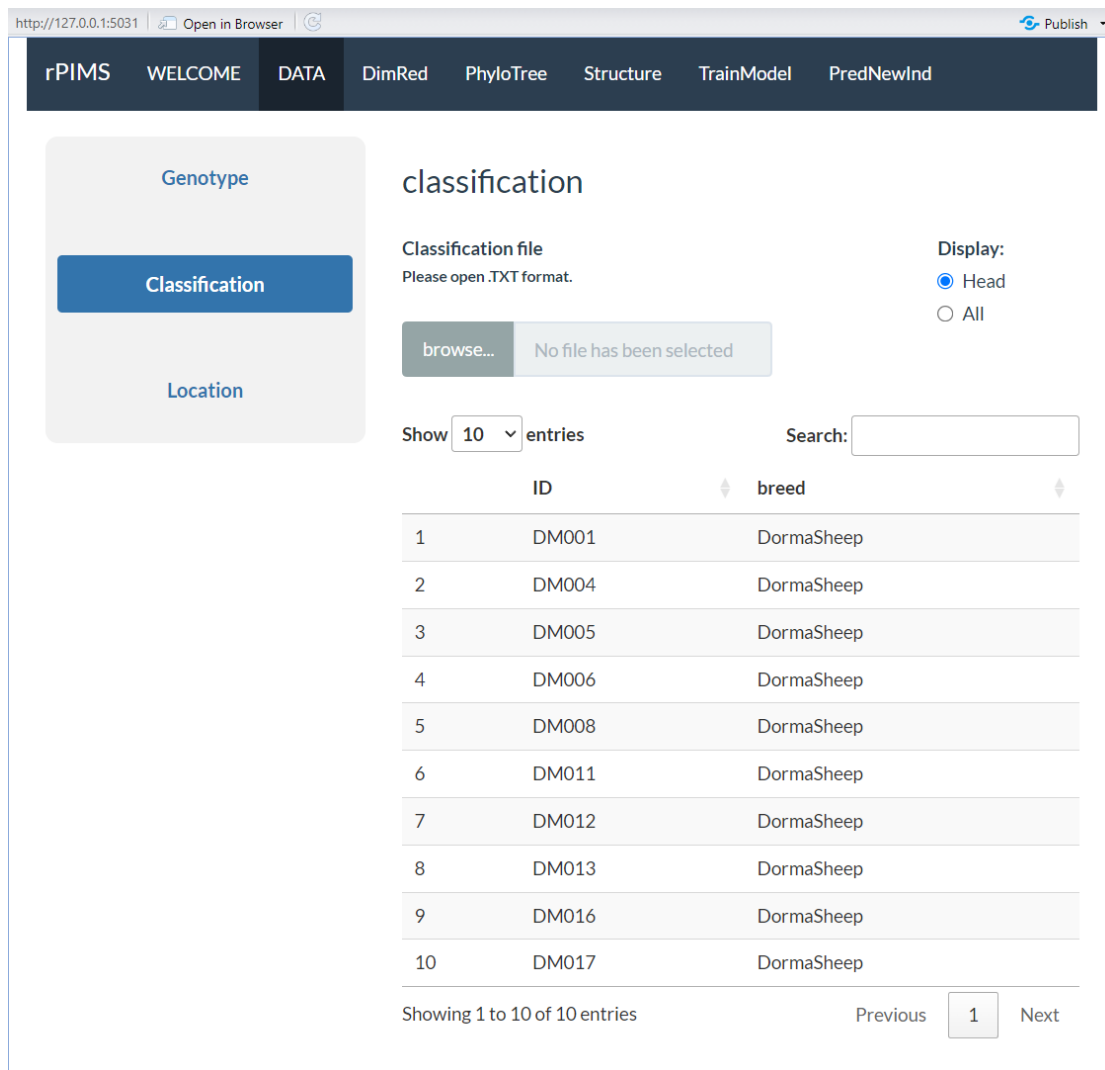 http://127.0.0.1:5031 Open in Browser Publish
rPIMS WELCOME DATA DimRed PhyloTree Structure TrainModel PredNewInd
Genotype
Classification
Location
classification
Classification file
Please open .TXT format.
browse... No file has been selected
Display:
Head
All
Show 10 entries Search:
ID breed
1 DM001 DormaSheep
2 DM004 DormaSheep
3 DM005 DormaSheep
4 DM006 DormaSheep
5 DM008 DormaSheep
6 DM011 DormaSheep
7 DM012 DormaSheep
8 DM013 DormaSheep
9 DM016 DormaSheep
10 DM017 DormaSheep
Showing 1 to 10 of 10 entries Previous 1 Next